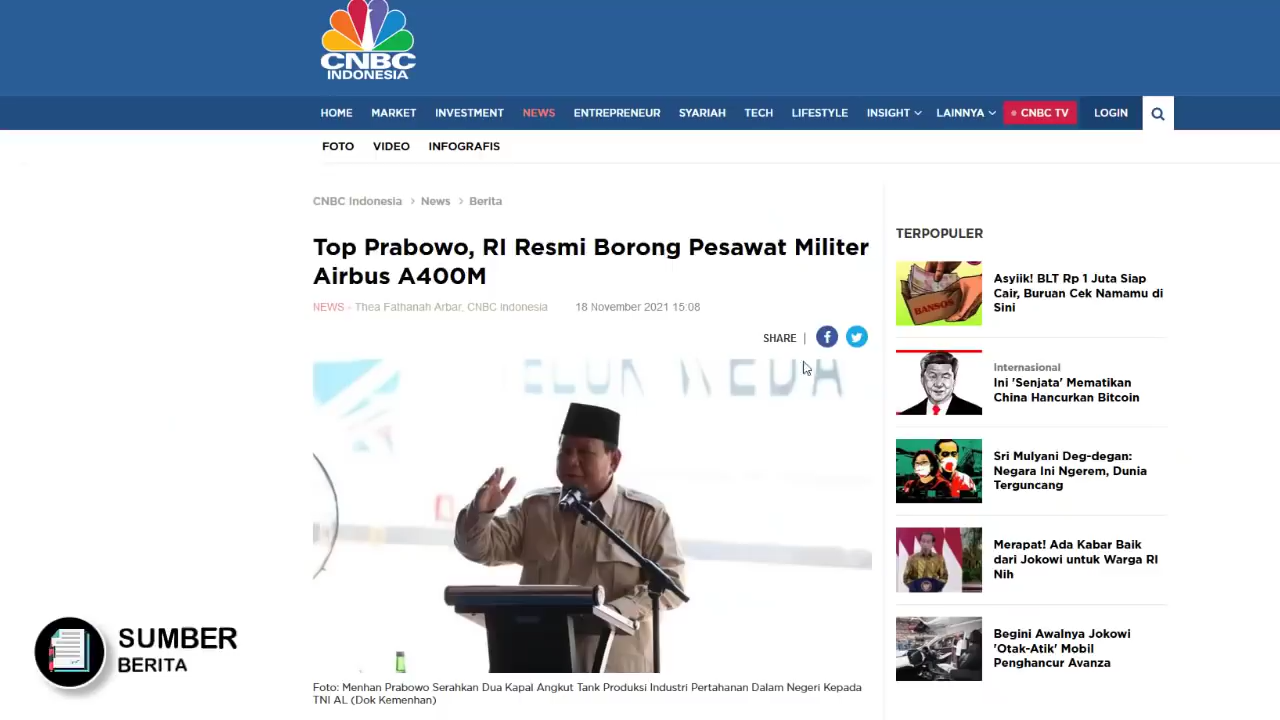 CNBC
INDONESIA
HOME MARKET INVESTMENT NEWS ENTREPRENEUR SYARIAH TECH LIFESTYLE INSIGHT LAINNYA CNBC TV LOGIN
FOTO VIDEO INFOGRAFIS
CNBC Indonesia > News > Berita
Top Prabowo, RI Resmi Borong Pesawat Militer
Airbus A400M
NEWS - Thea Fathanah Arbar, CNBC Indonesia 18 November 2021 15:08
SHARE |
TELUK WEDA
Foto: Menhan Prabowo Serahkan Dua Kapal Angkut Tank Produksi Industri Pertahanan Dalam Negeri Kepada
TNI AL (Dok Kemenhan)
TERPOPULER
BANSOS
Asyiik! BLT Rp 1 Juta Siap
Cair, Buruan Cek Namamu di
Sini
Internasional
Ini 'Senjata' Mematikan
China Hancurkan Bitcoin
Sri Mulyani Deg-degan:
Negara Ini Ngerem, Dunia
Terguncang
Merapat! Ada Kabar Baik
dari Jokowi untuk Warga RI
Nih
Begini Awalnya Jokowi
'Otak-Atik' Mobil
Penghancur Avanza
SUMBER
BERITA